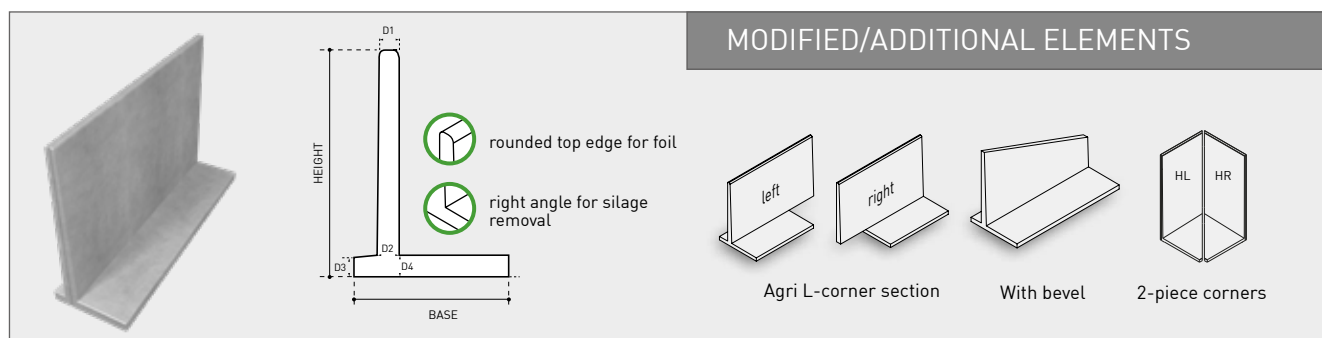 D1
HEIGHT
rounded top edge for foil
right angle for silage
removal
D2
D3
D4
BASE
MODIFIED/ADDITIONAL ELEMENTS
left
right
HL
HR
Agri L-corner section
With bevel
2-piece corners